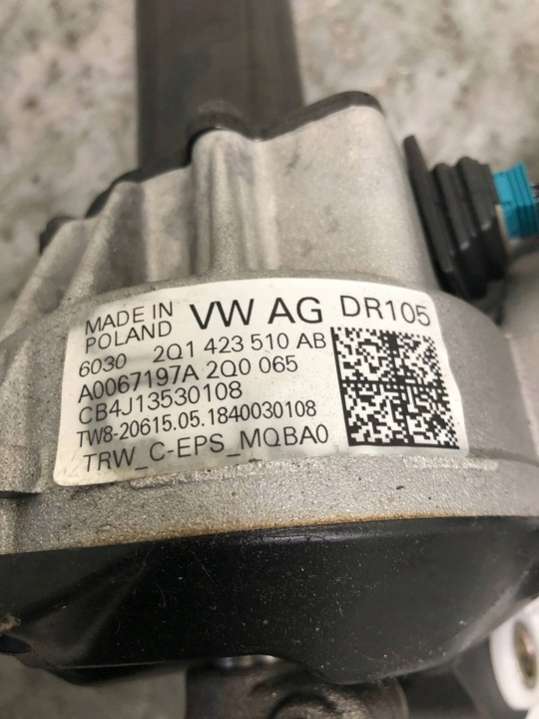 MADE IN
POLAND VW AG DR105
6030 2Q1 423 510 AB
A0067197A 2Q0 065
CB4J13530108
TW8-20615.05.1840030108
TRW_C-EPS_MQBA0